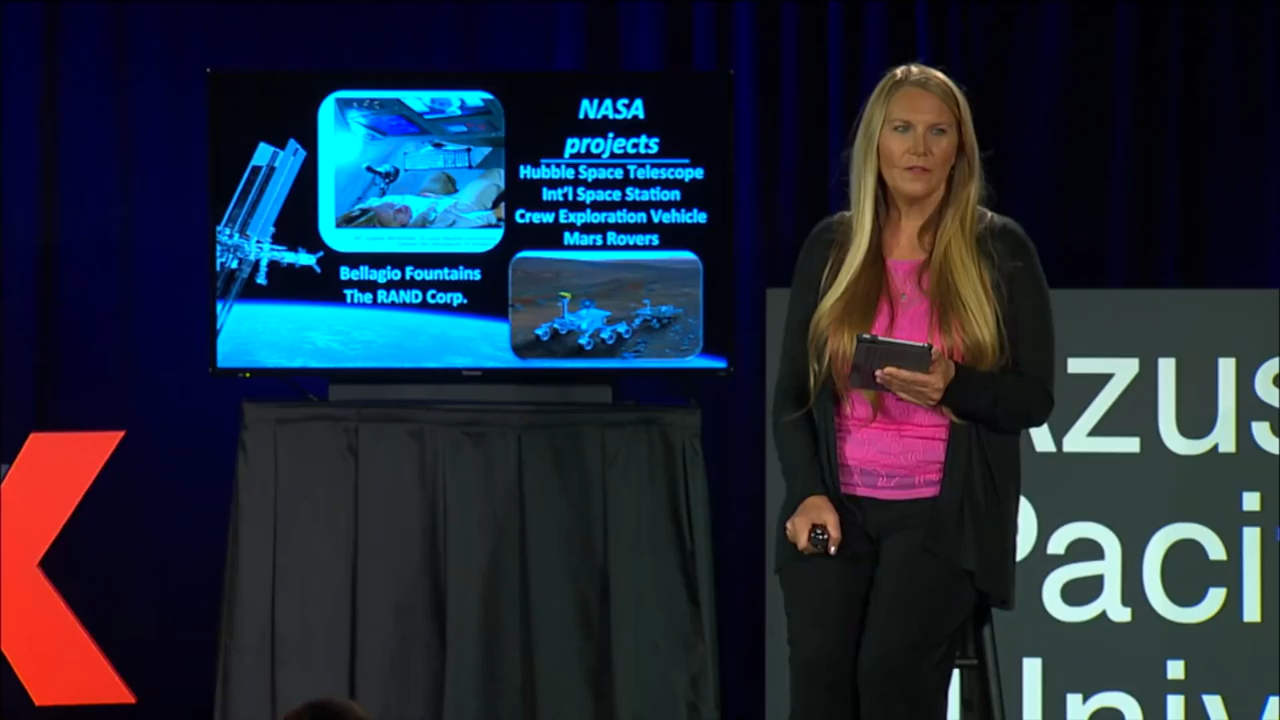 NASA
projects
Hubble Space Telescope
Int'l Space Station
Crew Exploration Vehicle
Mars Rovers
Bellagio Fountains
The RAND Corp.
X
Azus
Paci
Univ